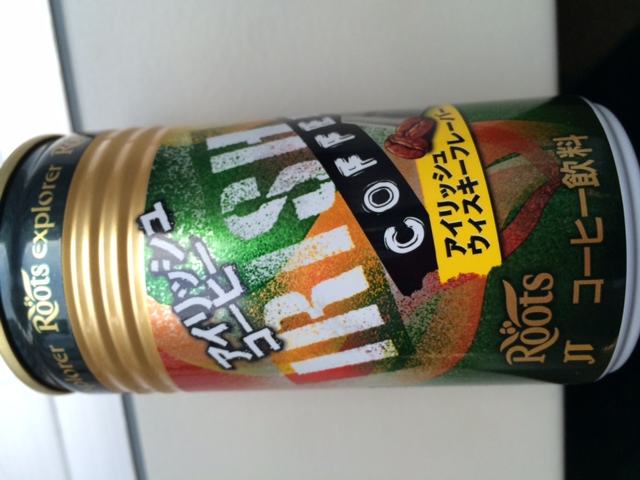 Roots explorer
アイリッシュ
コーヒー
IRISH
COFFEE
アイリッシュ
ウィスキーフレーバー
Roots
コーヒー飲料
JT